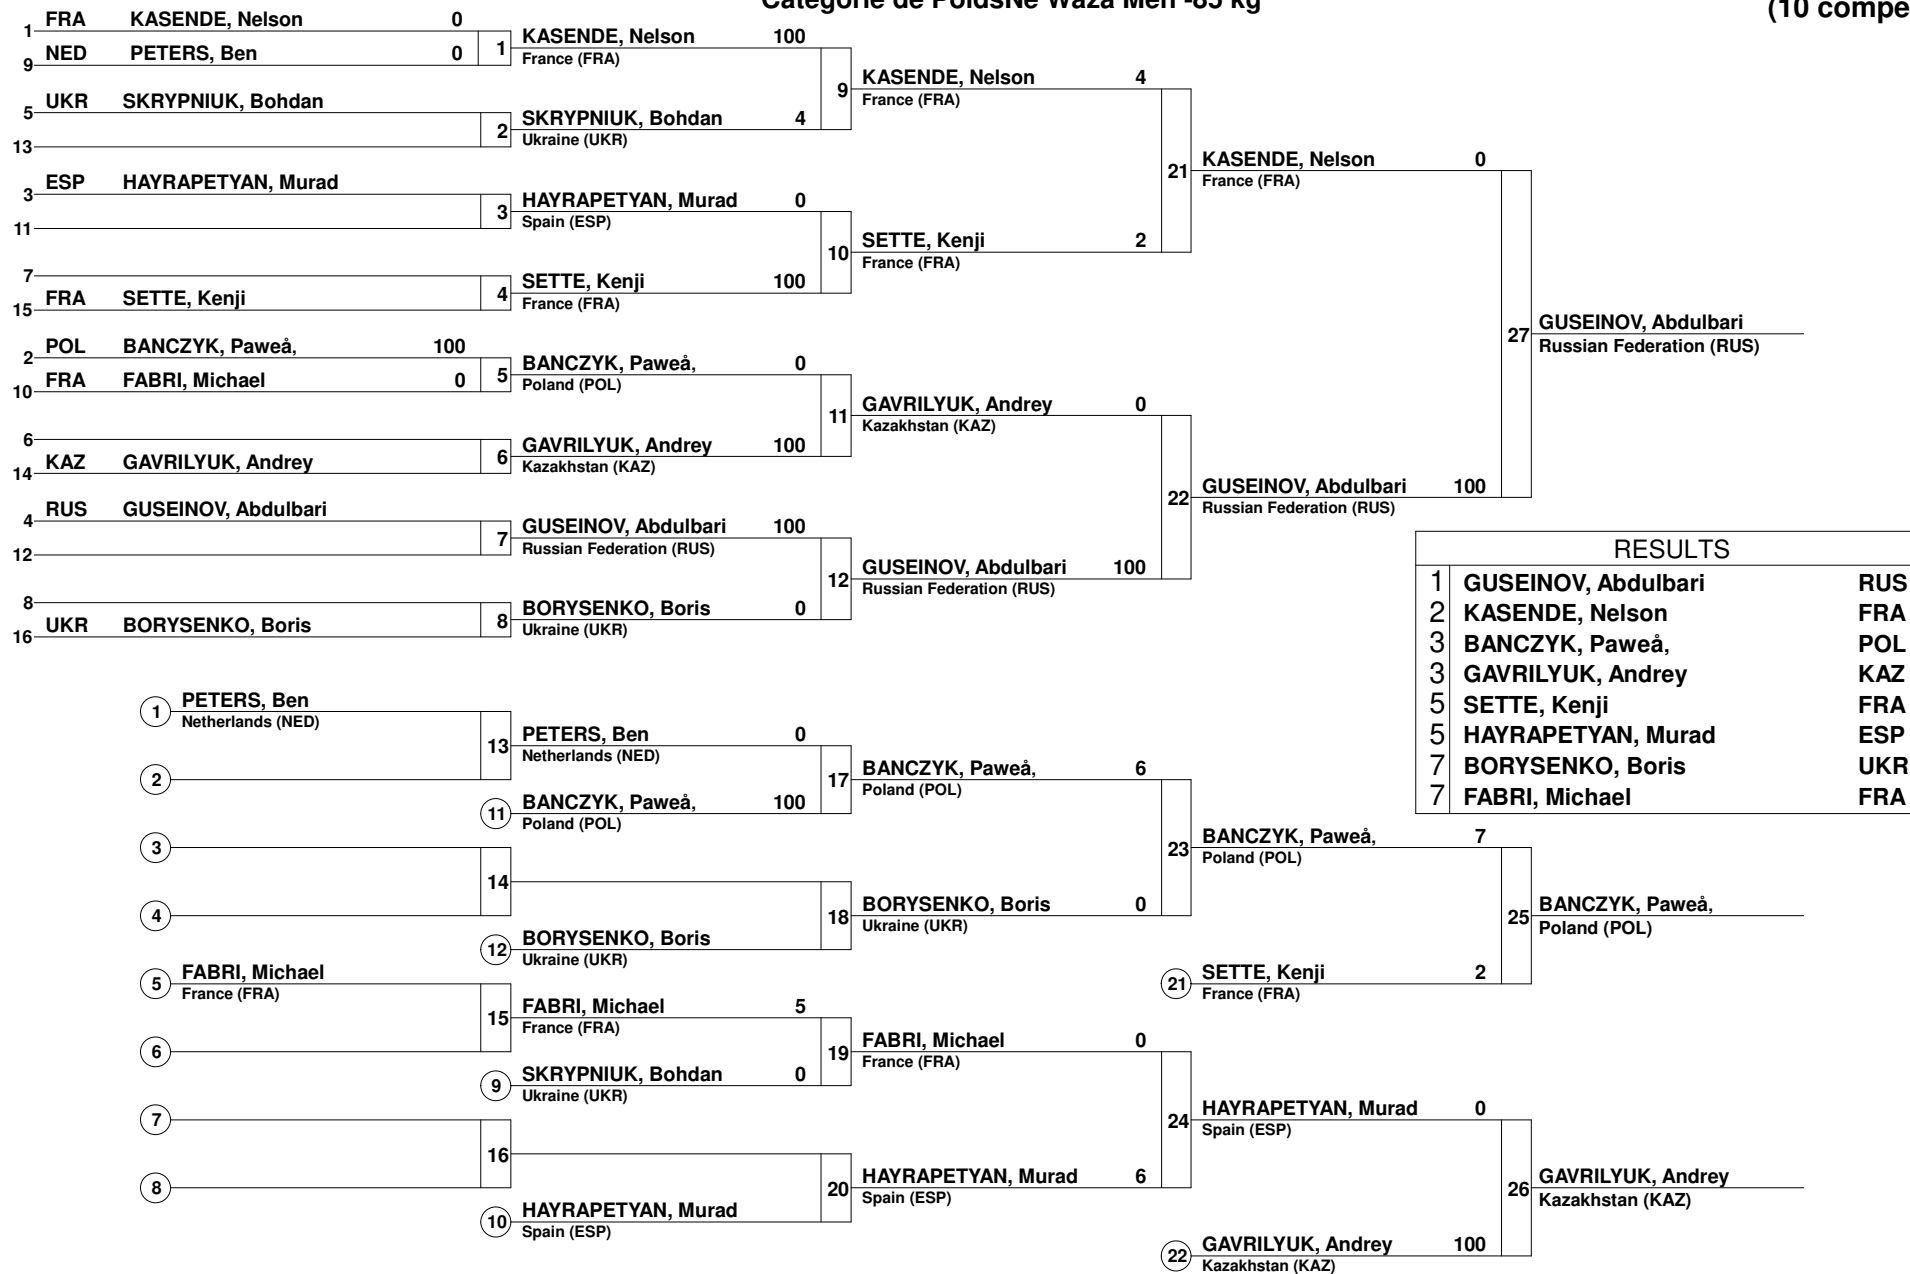 Catégorie de PoidsNe Waza Men -85 kg
(10 compe
1 FRA KASENDE, Nelson 0
9 NED PETERS, Ben 0
1 KASENDE, Nelson 100
France (FRA)
5 UKR SKRYPNIUK, Bohdan
13
2 SKRYPNIUK, Bohdan 4
Ukraine (UKR)
9 KASENDE, Nelson 4
France (FRA)
3 ESP HAYRAPETYAN, Murad
11
3 HAYRAPETYAN, Murad 0
Spain (ESP)
7
15 FRA SETTE, Kenji
4 SETTE, Kenji 100
France (FRA)
10 SETTE, Kenji 2
France (FRA)
21 KASENDE, Nelson 0
France (FRA)
2 POL BANCZYK, Paweå, 100
10 FRA FABRI, Michael 0
5 BANCZYK, Paweå, 0
Poland (POL)
6
14 KAZ GAVRILYUK, Andrey
6 GAVRILYUK, Andrey 100
Kazakhstan (KAZ)
11 GAVRILYUK, Andrey 0
Kazakhstan (KAZ)
4 RUS GUSEINOV, Abdulbari
12
7 GUSEINOV, Abdulbari 100
Russian Federation (RUS)
8
16 UKR BORYSENKO, Boris
8 BORYSENKO, Boris 0
Ukraine (UKR)
12 GUSEINOV, Abdulbari 100
Russian Federation (RUS)
22 GUSEINOV, Abdulbari 100
Russian Federation (RUS)
27 GUSEINOV, Abdulbari
Russian Federation (RUS)
RESULTS
1 GUSEINOV, Abdulbari RUS
2 KASENDE, Nelson FRA
3 BANCZYK, Paweå, POL
3 GAVRILYUK, Andrey KAZ
5 SETTE, Kenji FRA
5 HAYRAPETYAN, Murad ESP
7 BORYSENKO, Boris UKR
7 FABRI, Michael FRA
1 PETERS, Ben
Netherlands (NED)
2
13 PETERS, Ben 0
Netherlands (NED)
11 BANCZYK, Paweå, 100
Poland (POL)
17 BANCZYK, Paweå, 6
Poland (POL)
3
4
14
12 BORYSENKO, Boris
Ukraine (UKR)
18 BORYSENKO, Boris 0
Ukraine (UKR)
23 BANCZYK, Paweå, 7
Poland (POL)
21 SETTE, Kenji 2
France (FRA)
25 BANCZYK, Paweå,
Poland (POL)
5 FABRI, Michael
France (FRA)
6
15 FABRI, Michael 5
France (FRA)
9 SKRYPNIUK, Bohdan 0
Ukraine (UKR)
19 FABRI, Michael 0
France (FRA)
7
8
16
10 HAYRAPETYAN, Murad
Spain (ESP)
20 HAYRAPETYAN, Murad 6
Spain (ESP)
24 HAYRAPETYAN, Murad 0
Spain (ESP)
22 GAVRILYUK, Andrey 100
Kazakhstan (KAZ)
26 GAVRILYUK, Andrey
Kazakhstan (KAZ)